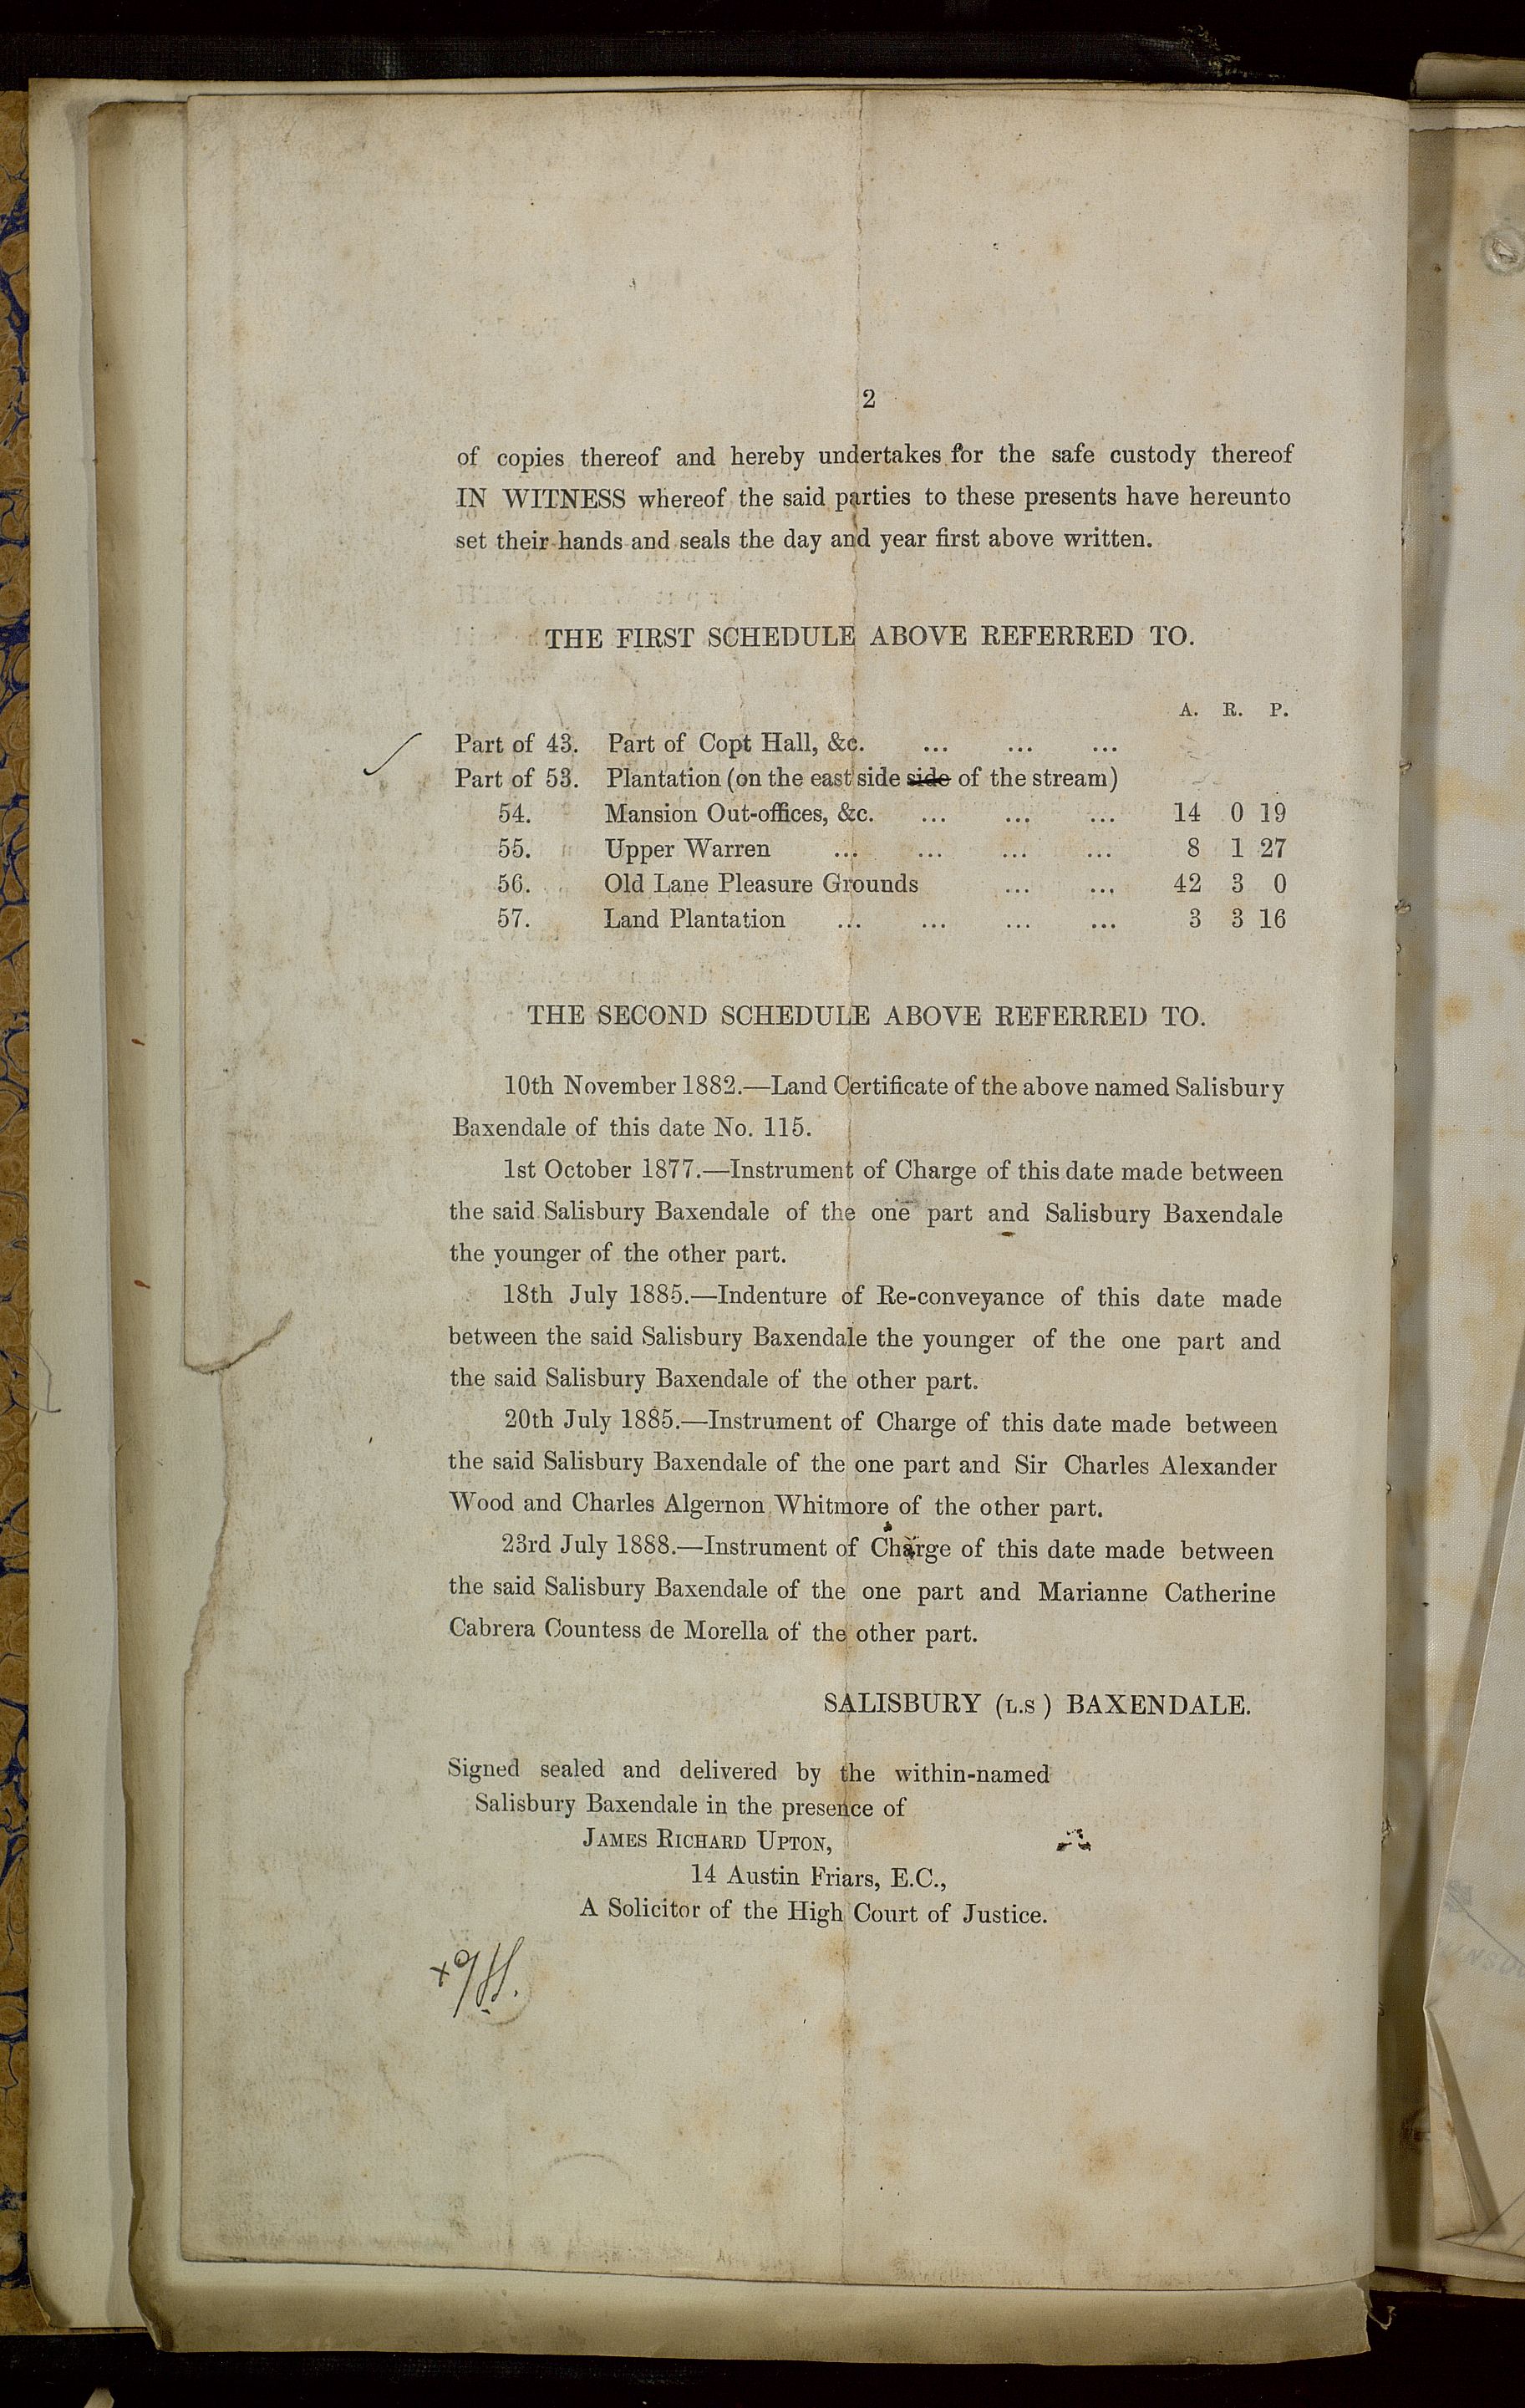 2
of copies thereof and hereby undertakes for the safe custody thereof
IN WITNESS whereof the said parties to these presents have hereunto
set their hands and seals the day and year first above written.
THE FIRST SCHEDULE ABOVE REFERRED TO.
A. R. P.
Part of 43. Part of Copt Hall, &c. ... ... ...
Part of 53. Plantation (on the east side side of the stream)
54. Mansion Out-offices, &c. ... ... ... 14 0 19
55. Upper Warren ... ... ... ... 8 1 27
56. Old Lane Pleasure Grounds ... ... 42 3 0
57. Land Plantation ... ... ... ... 3 3 16
THE SECOND SCHEDULE ABOVE REFERRED TO.
10th November 1882.—Land Certificate of the above named Salisbury
Baxendale of this date No. 115.
1st October 1877.—Instrument of Charge of this date made between
the said Salisbury Baxendale of the one part and Salisbury Baxendale
the younger of the other part.
18th July 1885.—Indenture of Re-conveyance of this date made
between the said Salisbury Baxendale the younger of the one part and
the said Salisbury Baxendale of the other part.
20th July 1885.—Instrument of Charge of this date made between
the said Salisbury Baxendale of the one part and Sir Charles Alexander
Wood and Charles Algernon Whitmore of the other part.
23rd July 1888.—Instrument of Charge of this date made between
the said Salisbury Baxendale of the one part and Marianne Catherine
Cabrera Countess de Morella of the other part.
SALISBURY (L.S) BAXENDALE.
Signed sealed and delivered by the within-named
Salisbury Baxendale in the presence of
JAMES RICHARD UPTON,
14 Austin Friars, E.C.,
A Solicitor of the High Court of Justice.